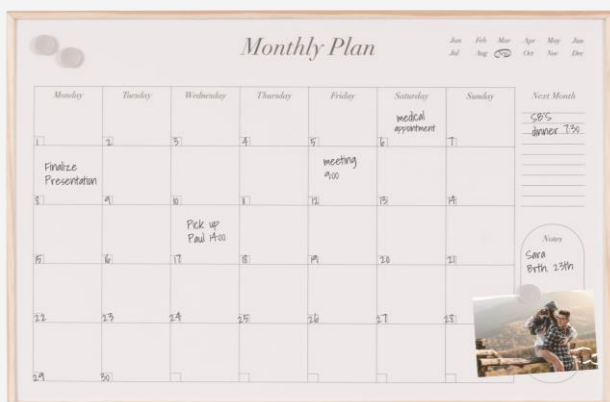 Monthly Plan
Jan Feb Mar Apr May Jun
Jul Aug Sep Oct Nov Dec
Monday Tuesday Wednesday Thursday Friday Saturday Sunday
medical
appointment
1 2 3 4 5 6 7
Finalize
Presentation
meeting
9:00
8 9 10 11 12 13 14
Pick up
Paul 14:00
15 16 17 18 19 20 21
22 23 24 25 26 27 28
29 30
Next Month
SB'S
dinner 7:30
Notes
Sara
Brth. 23th